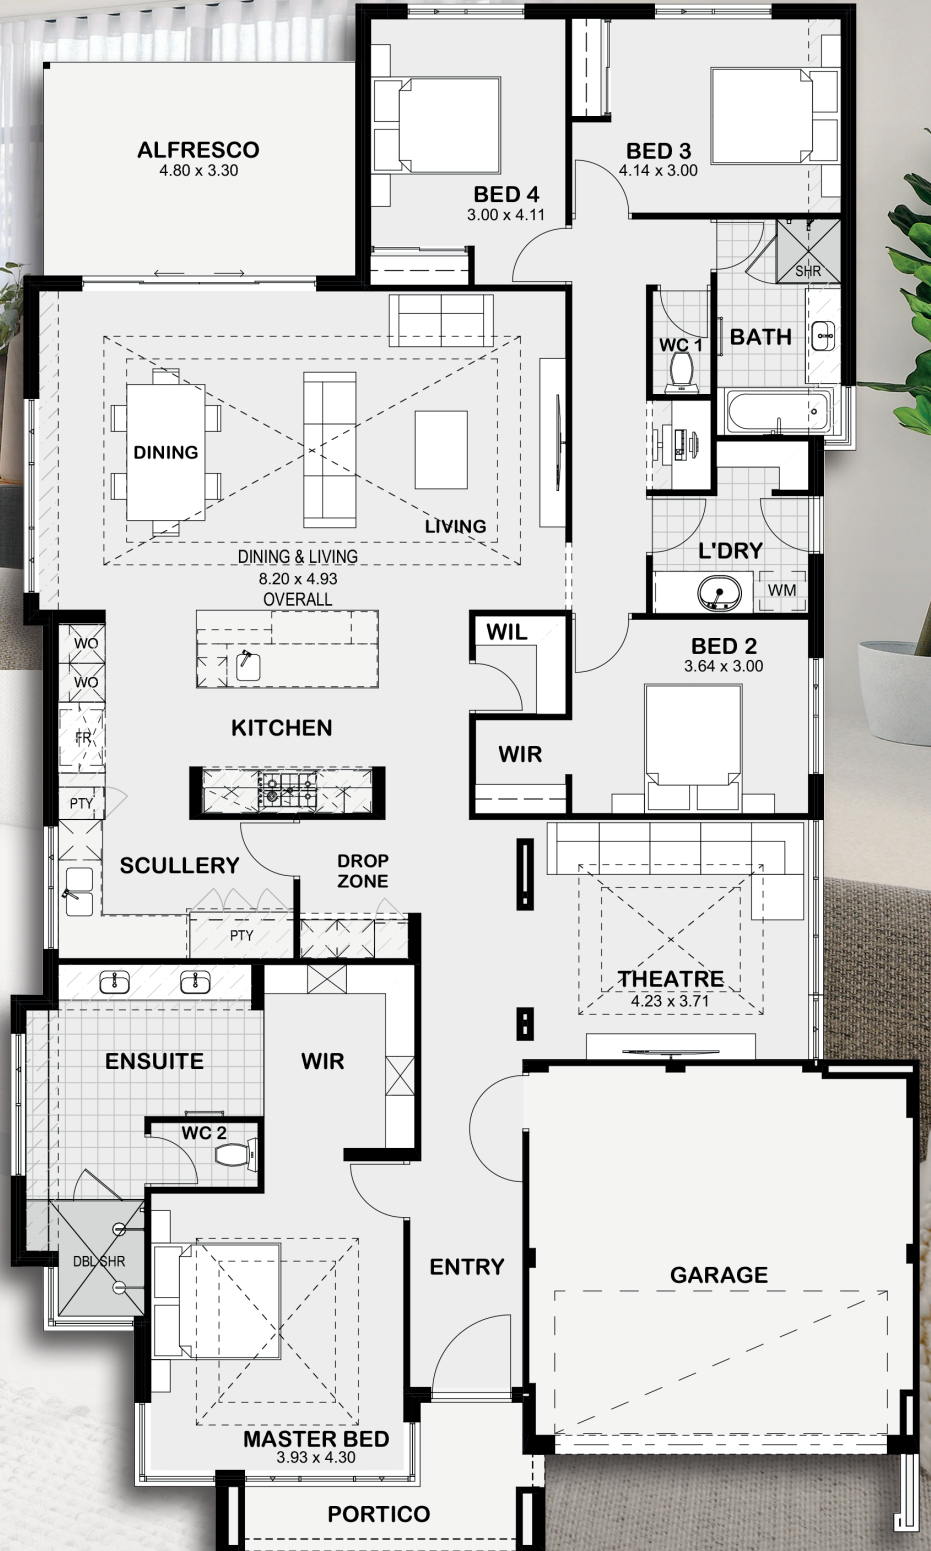 ALFRESCO
4.80 x 3.30
BED 4
3.00 x 4.11
BED 3
4.14 x 3.00
SHR
BATH
WC 1
DINING
LIVING
DINING & LIVING
8.20 x 4.93
OVERALL
L'DRY
WM
WIL
BED 2
3.64 x 3.00
WO
WO
FR
KITCHEN
WIR
PTY
SCULLERY
DROP
ZONE
PTY
THEATRE
4.23 x 3.71
ENSUITE
WIR
WC 2
DBL SHR
ENTRY
GARAGE
MASTER BED
3.93 x 4.30
PORTICO